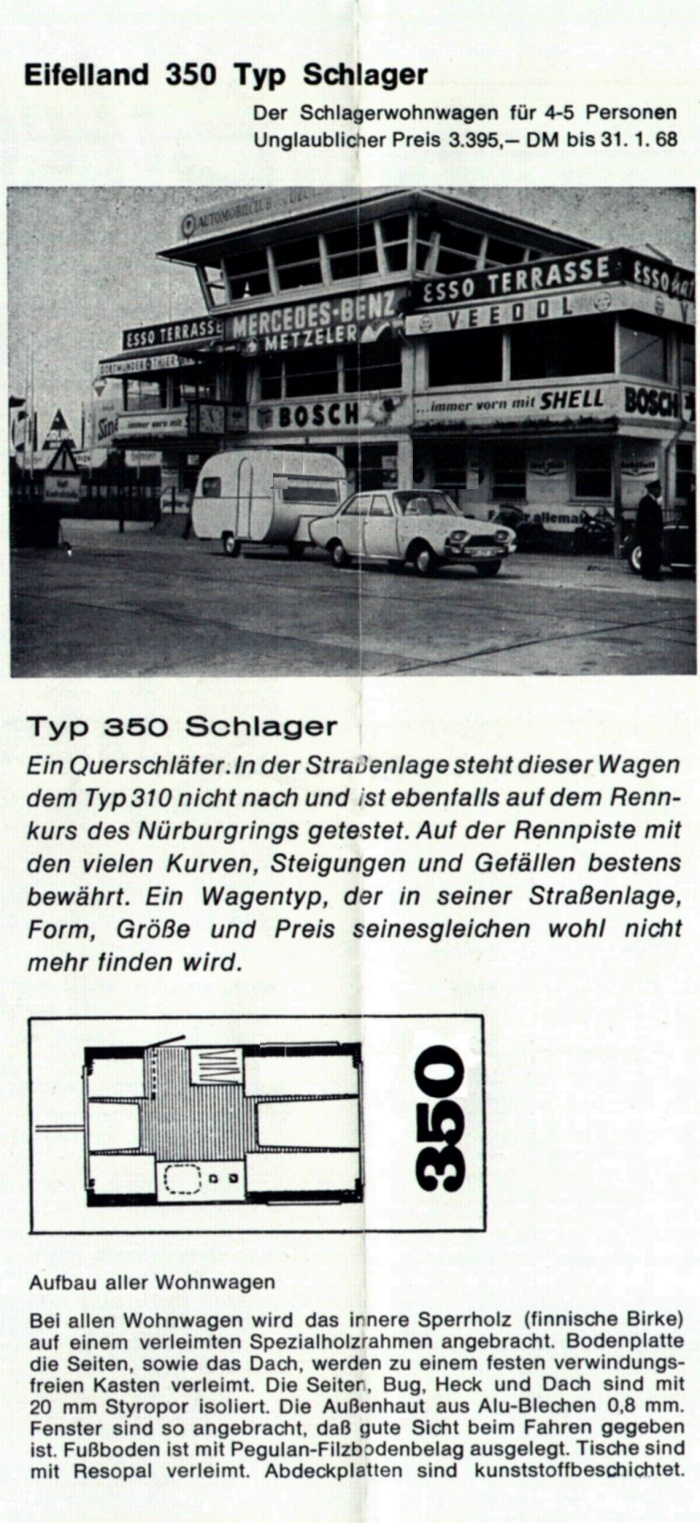 Eifelland 350 Typ Schlager
Der Schlagerwohnwagen für 4-5 Personen
Unglaublicher Preis 3.395,— DM bis 31. 1. 68
AUTOMOBILCLUB
ESSO TERRASSE
ESSO
ESSO TERRASSE
MERCEDES-BENZ
VEEDOL
METZELER
DORTMUNDER THIER
immer vorn mit
BOSCH
...immer vorn mit SHELL
BOSCH
allemal
Typ 350 Schlager
Ein Querschläfer. In der Straßenlage steht dieser Wagen
dem Typ 310 nicht nach und ist ebenfalls auf dem Renn-
kurs des Nürburgrings getestet. Auf der Rennpiste mit
den vielen Kurven, Steigungen und Gefällen bestens
bewährt. Ein Wagentyp, der in seiner Straßenlage,
Form, Größe und Preis seinesgleichen wohl nicht
mehr finden wird.
350
Aufbau aller Wohnwagen
Bei allen Wohnwagen wird das innere Sperrholz (finnische Birke)
auf einem verleimten Spezialholzrahmen angebracht. Bodenplatte
die Seiten, sowie das Dach, werden zu einem festen verwindungs-
freien Kasten verleimt. Die Seiten, Bug, Heck und Dach sind mit
20 mm Styropor isoliert. Die Außenhaut aus Alu-Blechen 0,8 mm.
Fenster sind so angebracht, daß gute Sicht beim Fahren gegeben
ist. Fußboden ist mit Pegulan-Filzbodenbelag ausgelegt. Tische sind
mit Resopal verleimt. Abdeckplatten sind kunststoffbeschichtet.